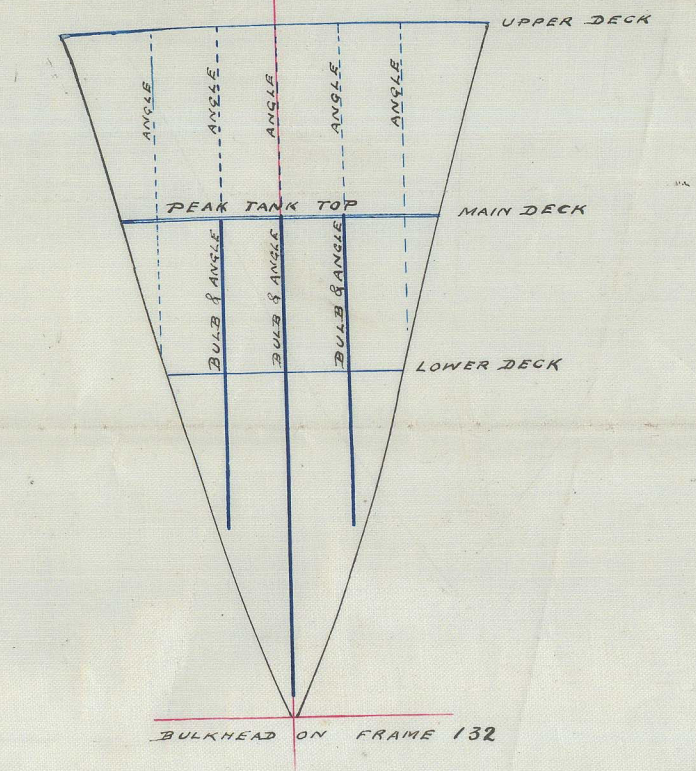 UPPER DECK
ANGLE
ANGLE
ANGLE
ANGLE
ANGLE
PEAK TANK TOP
MAIN DECK
BULB & ANGLE
BULB & ANGLE
BULB & ANGLE
LOWER DECK
BULKHEAD ON FRAME 132